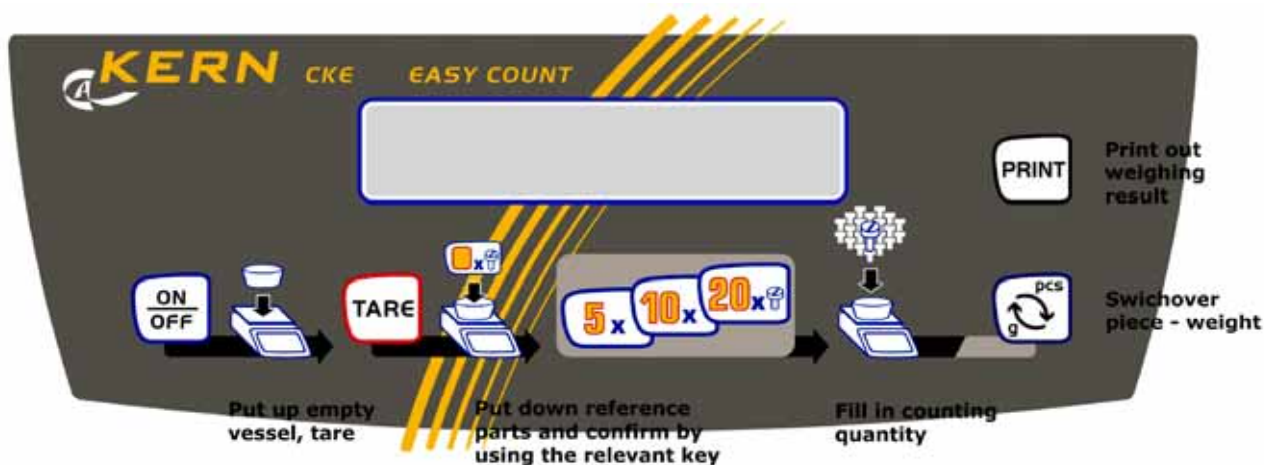 KERN CKE EASY COUNT
PRINT
Print out
weighing
result
ON
OFF
TARE
0x
5x
10x
20x
pcs
g
Swichover
piece - weight
Put up empty
vessel, tare
Put down reference
parts and confirm by
using the relevant key
Fill in counting
quantity